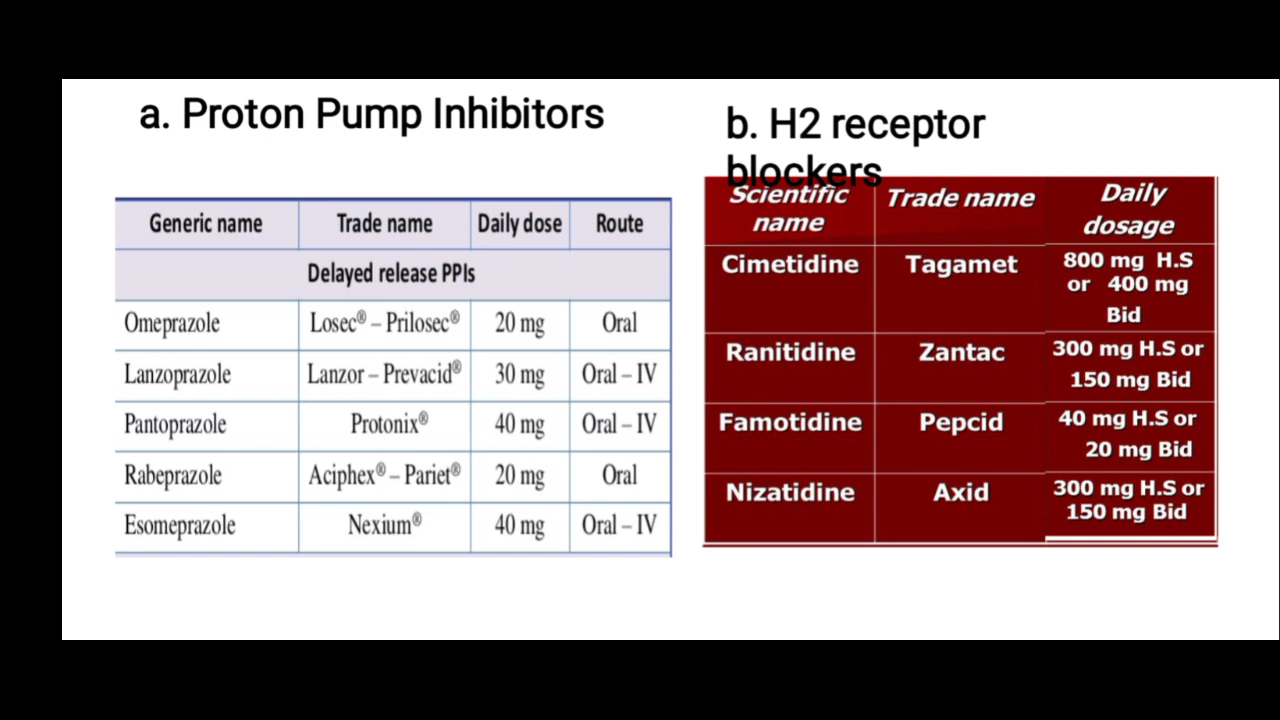 a. Proton Pump Inhibitors
Generic name Trade name Daily dose Route
Delayed release PPIs
Omeprazole Losec® – Prilosec® 20 mg Oral
Lanzoprazole Lanzor – Prevacid® 30 mg Oral – IV
Pantoprazole Protonix® 40 mg Oral – IV
Rabeprazole Aciphex® – Pariet® 20 mg Oral
Esomeprazole Nexium® 40 mg Oral – IV
b. H2 receptor
blockers
Scientific name Trade name Daily dosage
Cimetidine Tagamet 800 mg H.S
or 400 mg
Bid
Ranitidine Zantac 300 mg H.S or
150 mg Bid
Famotidine Pepcid 40 mg H.S or
20 mg Bid
Nizatidine Axid 300 mg H.S or
150 mg Bid